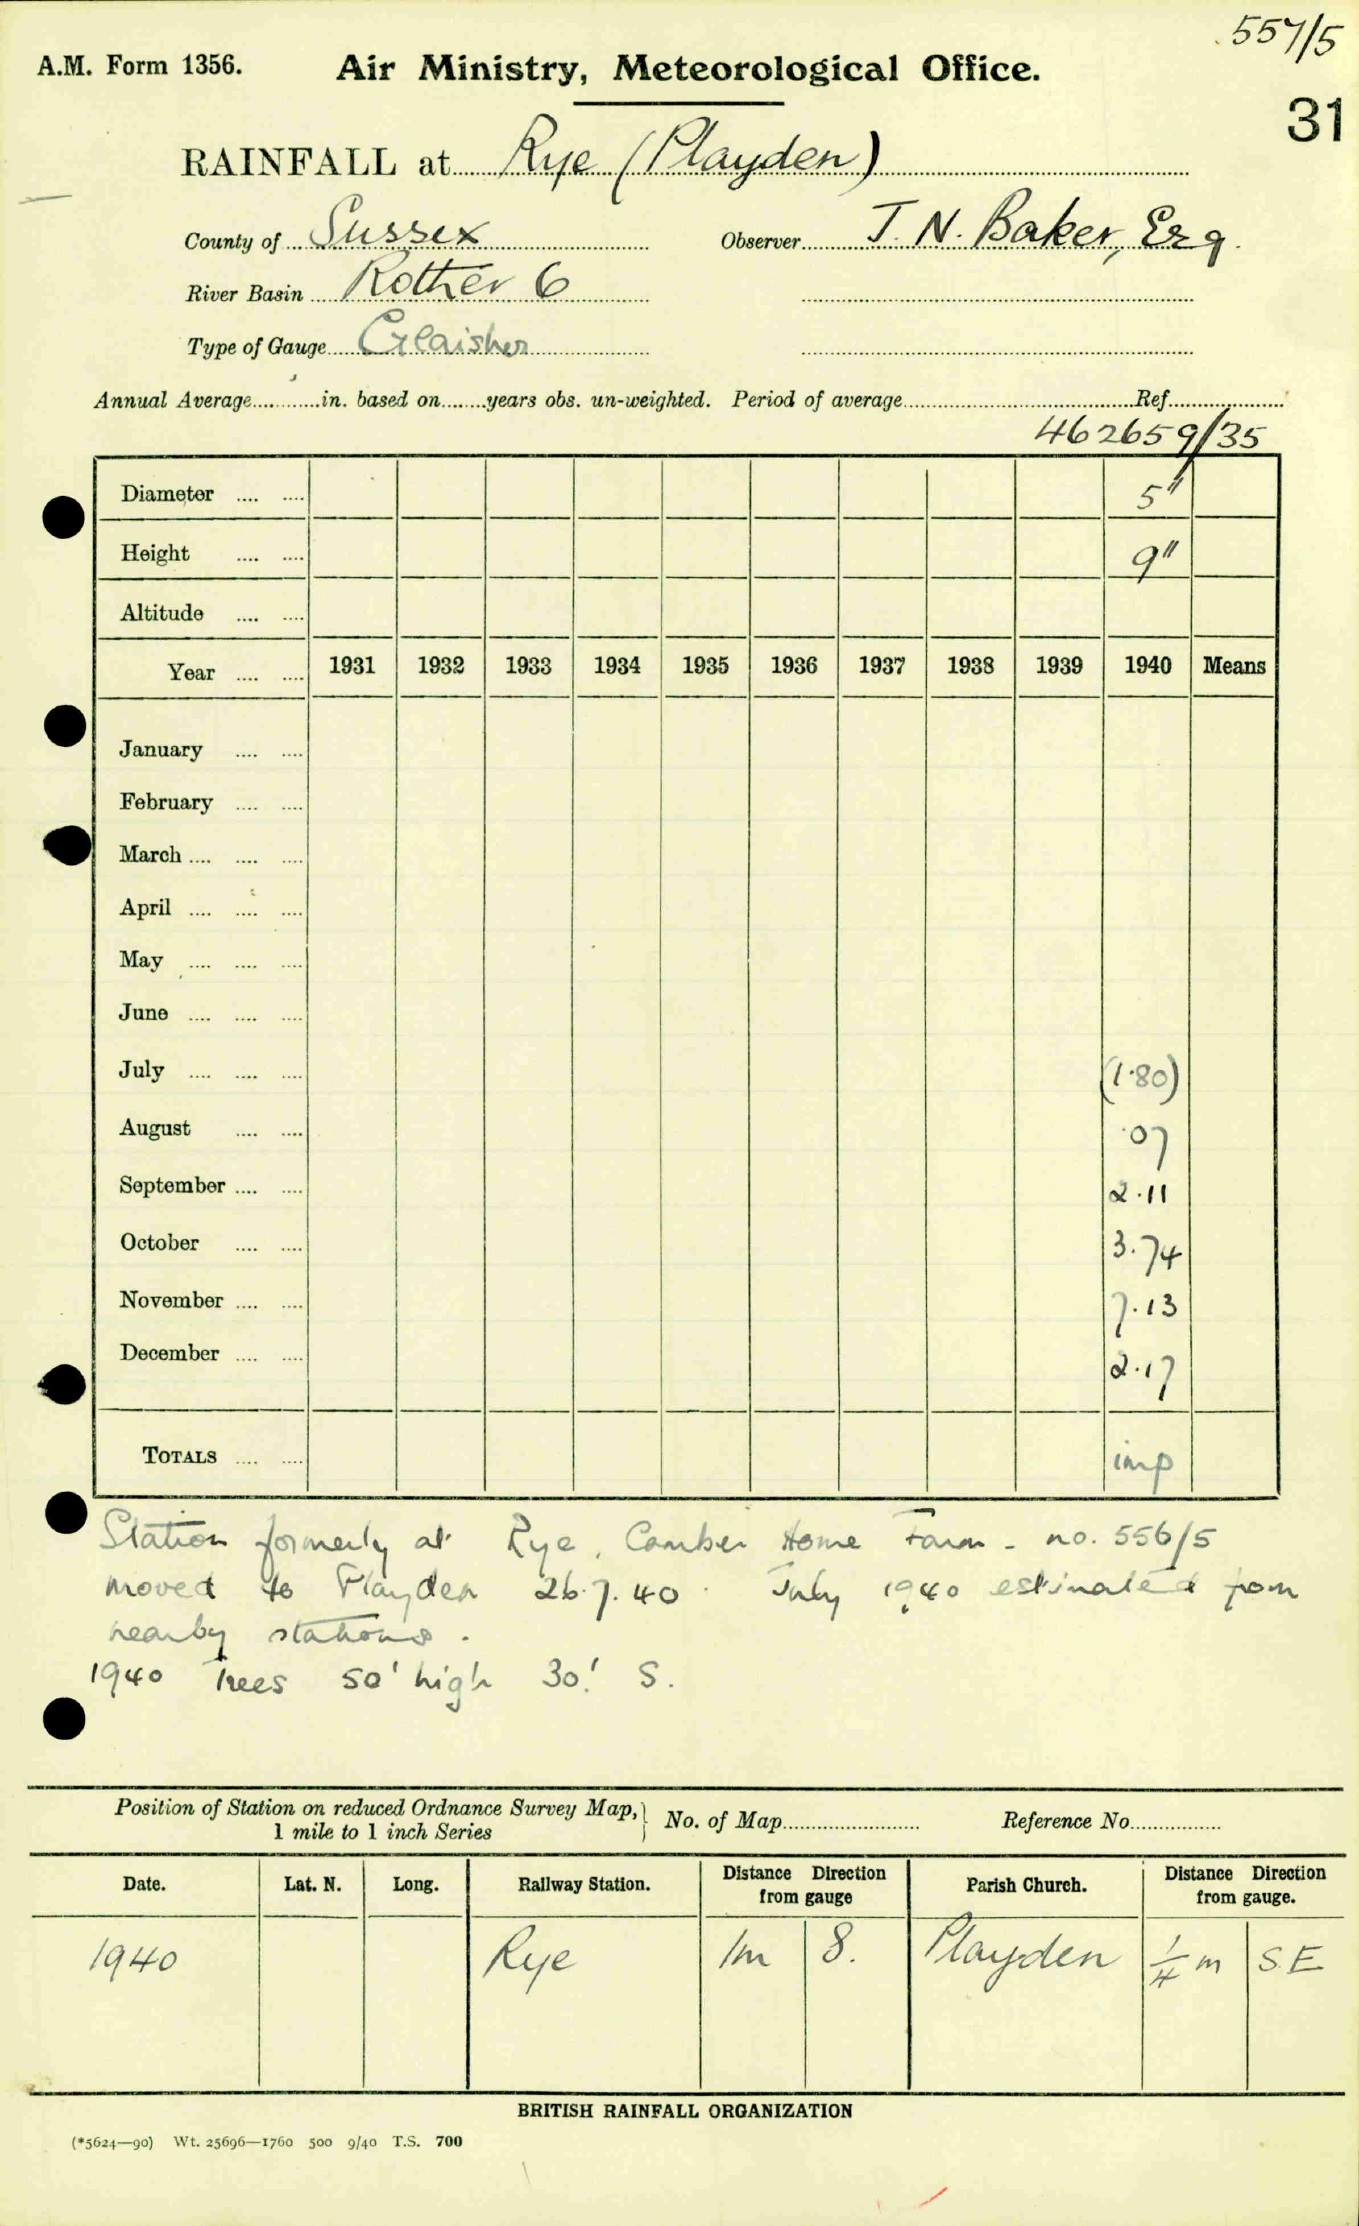 557/5
A.M. Form 1356. Air Ministry, Meteorological Office.
31
RAINFALL at Rye (Playden)
County of Sussex Observer J. N. Baker, Esq.
River Basin Rother 6
Type of Gauge Glaisher
Annual Average in. based on years obs. un-weighted. Period of average Ref.
462659/35
Diameter 5"
Height 9"
Altitude
Year 1931 1932 1933 1934 1935 1936 1937 1938 1939 1940 Means
January
February
March
April
May
June
July (1.80)
August .07
September 2.11
October 3.74
November 7.13
December 2.17
TOTALS imp
Station formerly at Rye, Camber Home Farm - no. 556/5
moved to Playden 26.7.40. July 1940 estimated from
nearby stations.
1940 Trees 50' high 30' S.
Position of Station on reduced Ordnance Survey Map, No. of Map Reference No.
1 mile to 1 inch Series
Date. Lat. N. Long. Railway Station. Distance Direction from gauge Parish Church. Distance Direction from gauge.
1940 Rye 1m S. Playden 1/4 m SE
BRITISH RAINFALL ORGANIZATION
(*5624—90) Wt. 25696—1760 500 9/40 T.S. 700